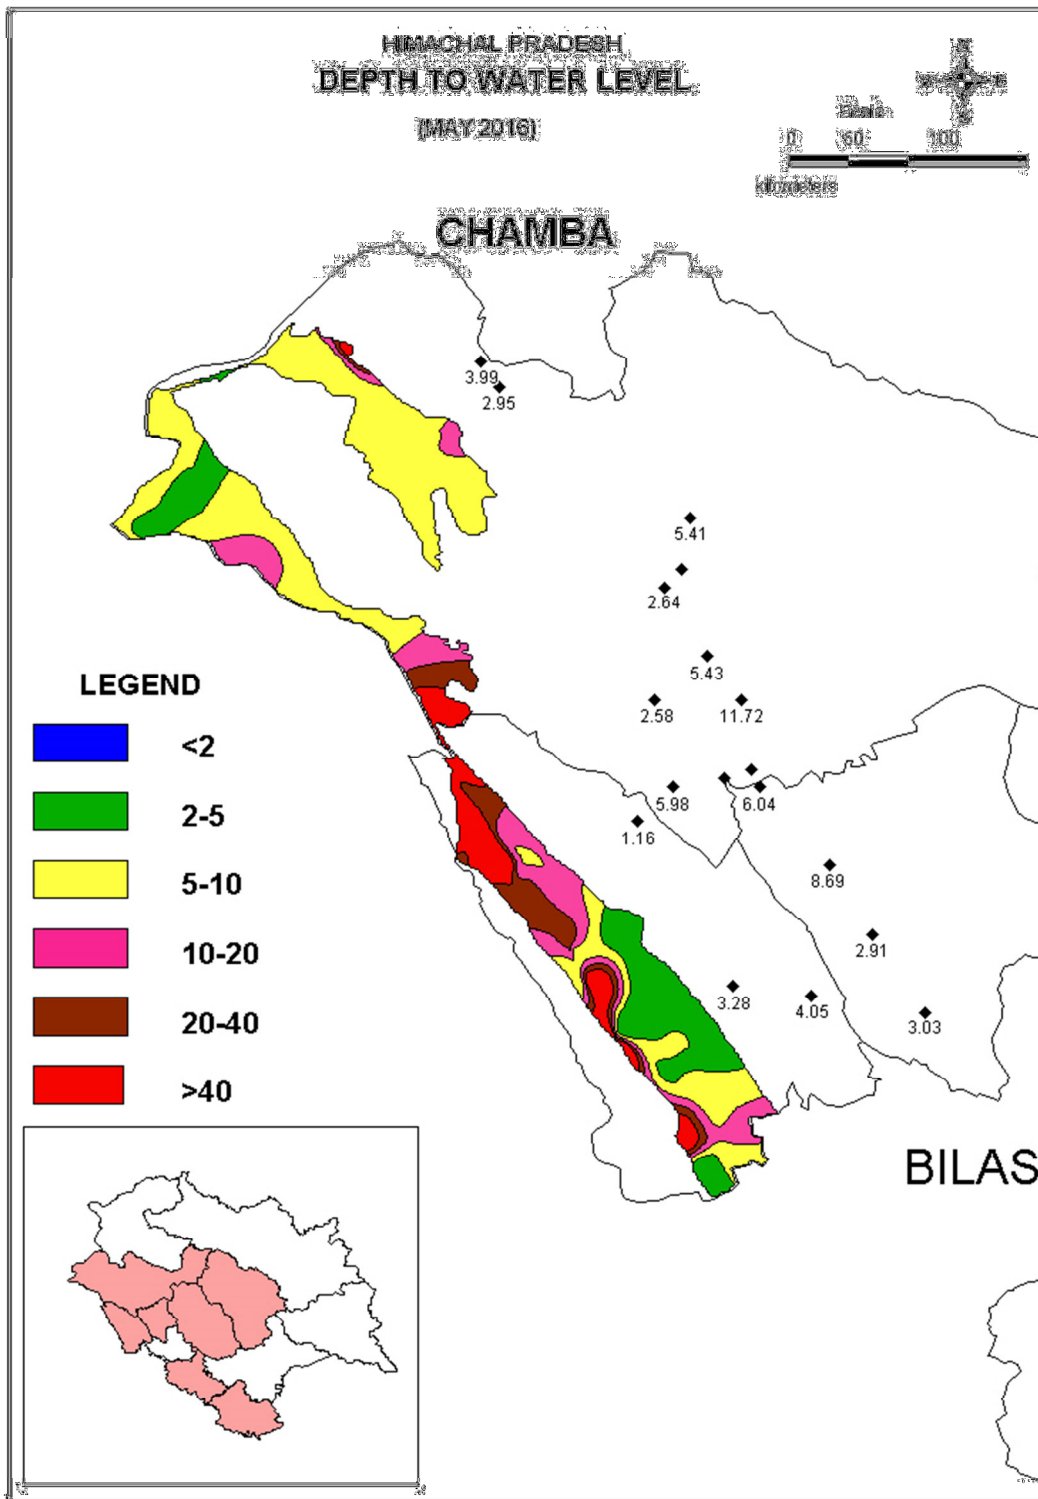 HIMACHAL PRADESH
DEPTH TO WATER LEVEL
(MAY 2016)
0 50 100
kilometers
CHAMBA
3.99
2.95
5.41
2.64
5.43
2.58
11.72
5.98
6.04
1.16
8.69
2.91
3.28
4.05
3.03
LEGEND
<2
2-5
5-10
10-20
20-40
>40
BILAS